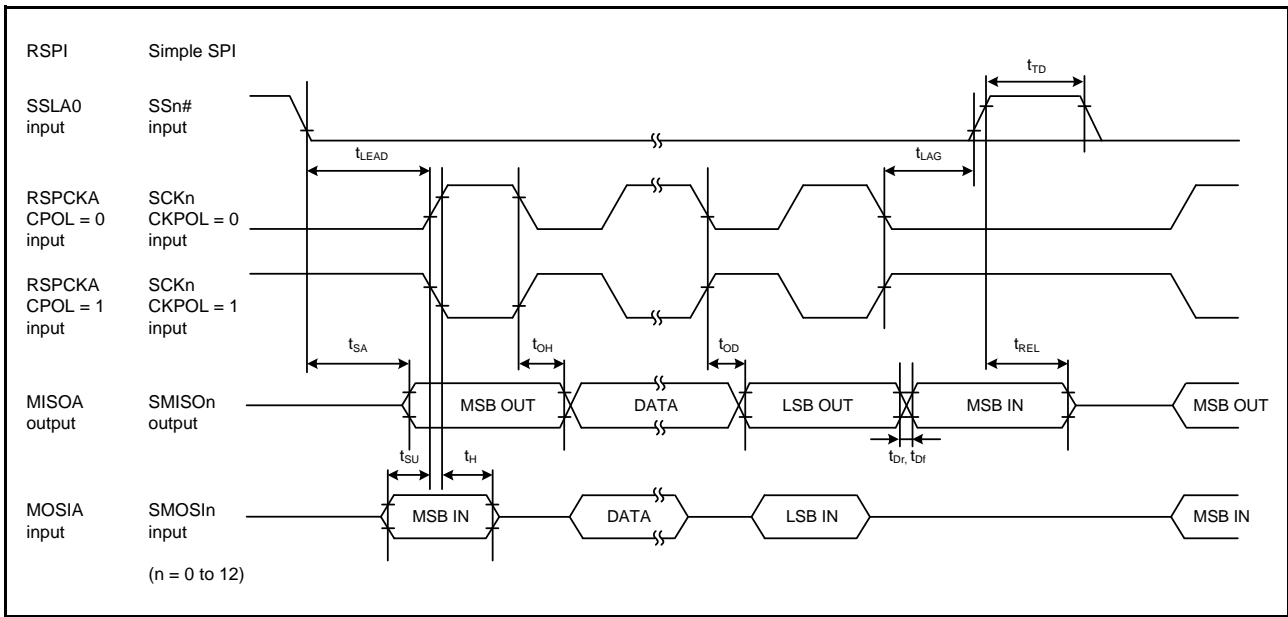 RSPI Simple SPI
tTD
SSLA0 SSn#
input input
tLEAD tLAG
RSPCKA SCKn
CPOL = 0 CKPOL = 0
input input
RSPCKA SCKn
CPOL = 1 CKPOL = 1
input input
tSA tOH tOD tREL
MISOA SMISOn MSB OUT DATA LSB OUT MSB IN MSB OUT
output output
tSU tH tDr, tDf
MOSIA SMOSIn MSB IN DATA LSB IN MSB IN
input input
(n = 0 to 12)